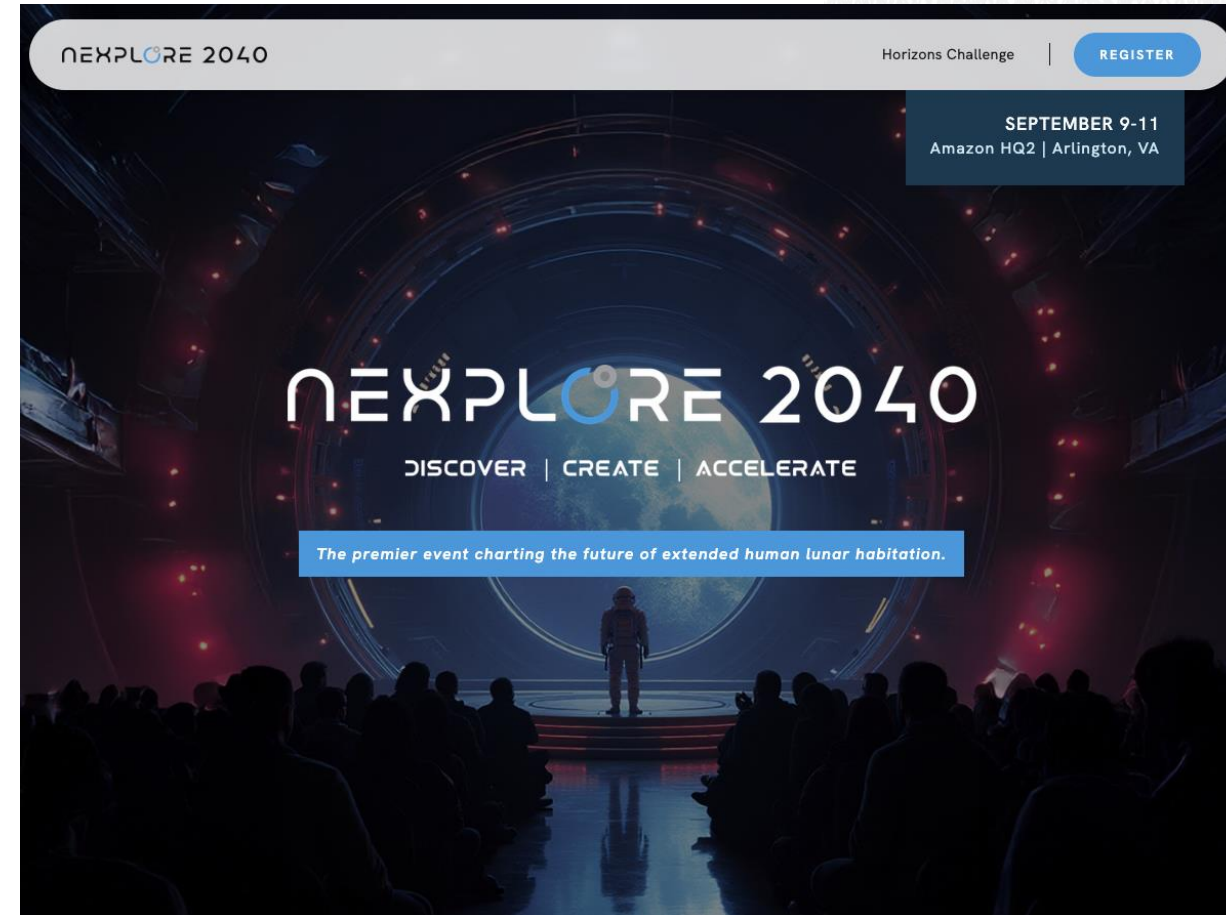 NEXPLORE 2040
Horizons Challenge | REGISTER
SEPTEMBER 9-11
Amazon HQ2 | Arlington, VA
NEXPLORE 2040
DISCOVER | CREATE | ACCELERATE
The premier event charting the future of extended human lunar habitation.